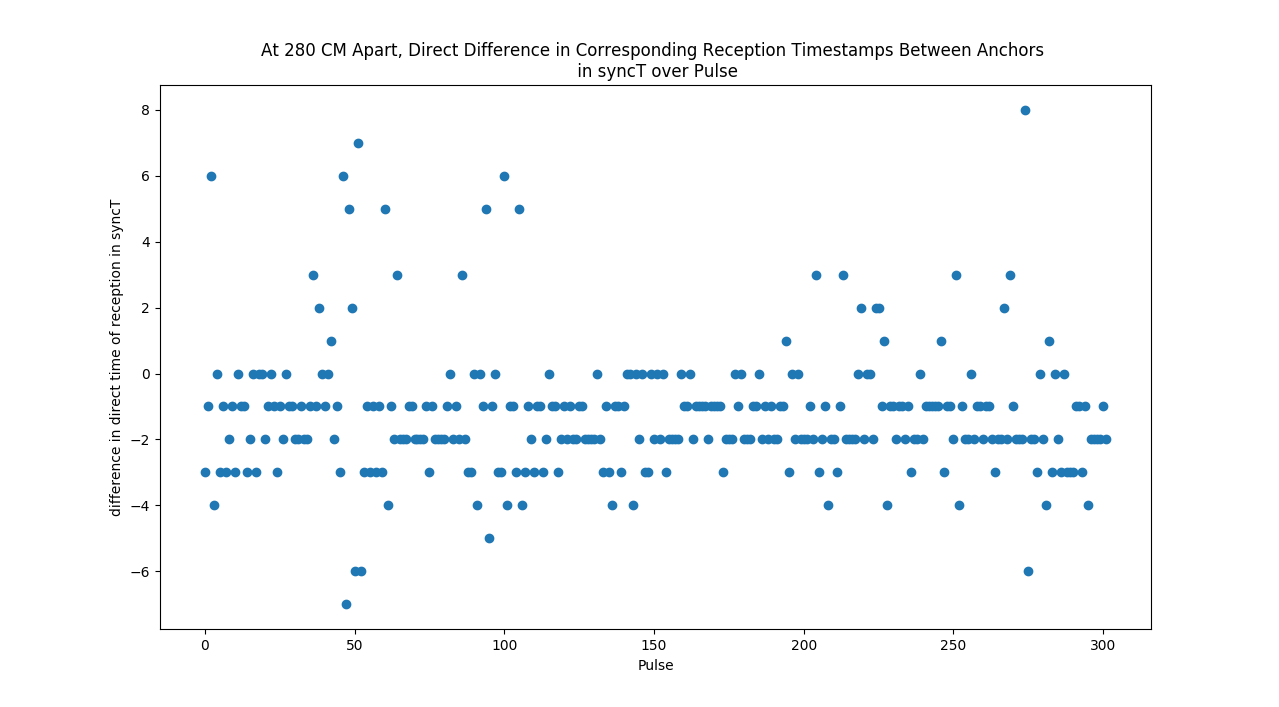 At 280 CM Apart, Direct Difference in Corresponding Reception Timestamps Between Anchors
in syncT over Pulse
difference in direct time of reception in syncT
8
6
4
2
0
−2
−4
−6
0 50 100 150 200 250 300
Pulse